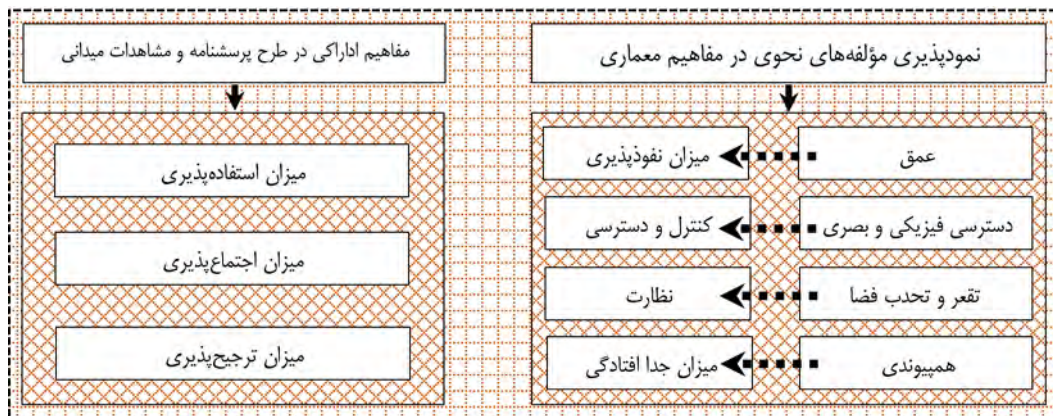 نمودپذیری مؤلفه‌های نحوی در مفاهیم معماری
عمق
میزان نفوذپذیری
دسترسی فیزیکی و بصری
کنترل و دسترسی
تقعر و تحدب فضا
نظارت
همپیوندی
میزان جدا افتادگی
مفاهیم اداراکی در طرح پرسشنامه و مشاهدات میدانی
میزان استفاده‌پذیری
میزان اجتماع‌پذیری
میزان ترجیح‌پذیری